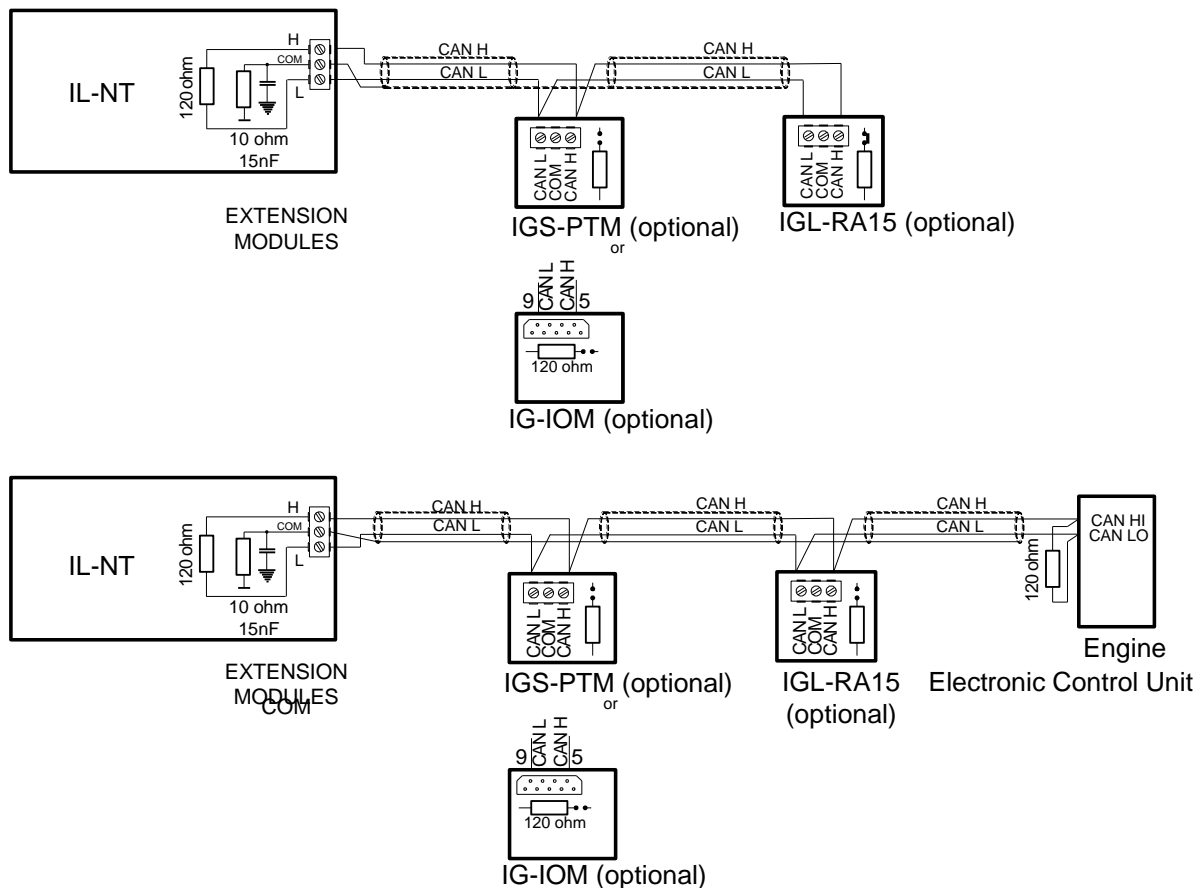 H
CAN H
CAN H
COM
CAN L
CAN L
IL-NT
120 ohm
L
10 ohm
15nF
CAN L
COM
CAN H
CAN L
COM
CAN H
EXTENSION
MODULES
IGS-PTM (optional)
or
IGL-RA15 (optional)
9
CAN L
CAN H
5
120 ohm
IG-IOM (optional)
H
CAN H
CAN H
CAN H
COM
CAN L
CAN L
CAN L
CAN HI
CAN LO
IL-NT
120 ohm
L
120 ohm
10 ohm
15nF
CAN L
COM
CAN H
CAN L
COM
CAN H
EXTENSION
MODULES
COM
IGS-PTM (optional)
or
IGL-RA15
(optional)
Engine
Electronic Control Unit
9
CAN L
CAN H
5
120 ohm
IG-IOM (optional)